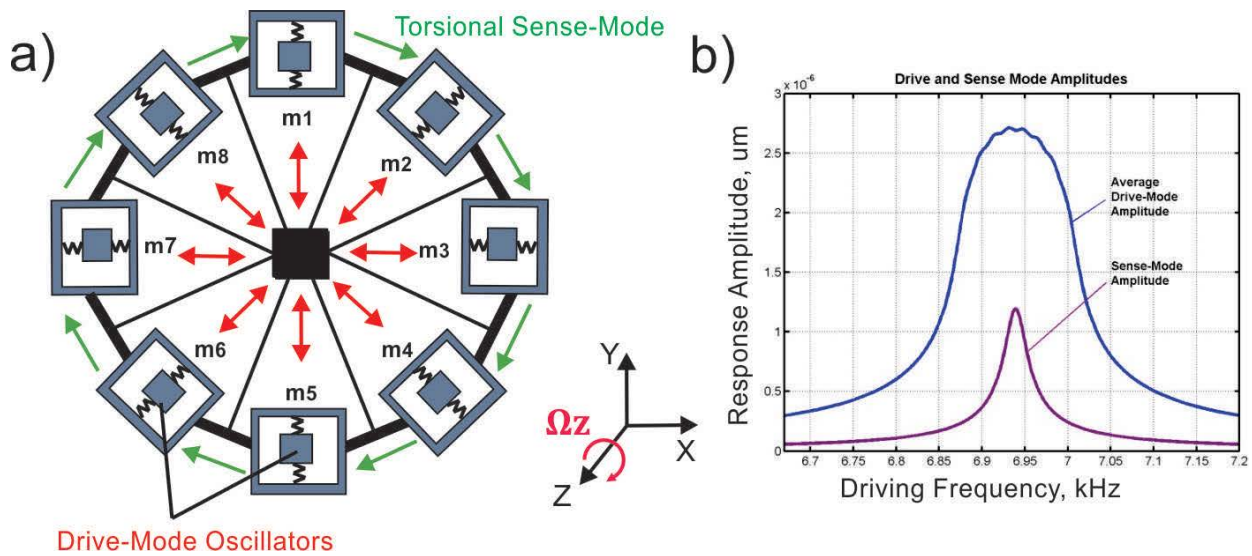 a)
Torsional Sense-Mode
m1
m2
m3
m4
m5
m6
m7
m8
Drive-Mode Oscillators
Ωz
Y
X
Z
b)
Drive and Sense Mode Amplitudes
x 10⁻⁶
Response Amplitude, um
3
2.5
2
1.5
1
0.5
0
Average
Drive-Mode
Amplitude
Sense-Mode
Amplitude
6.7 6.75 6.8 6.85 6.9 6.95 7 7.05 7.1 7.15 7.2
Driving Frequency, kHz